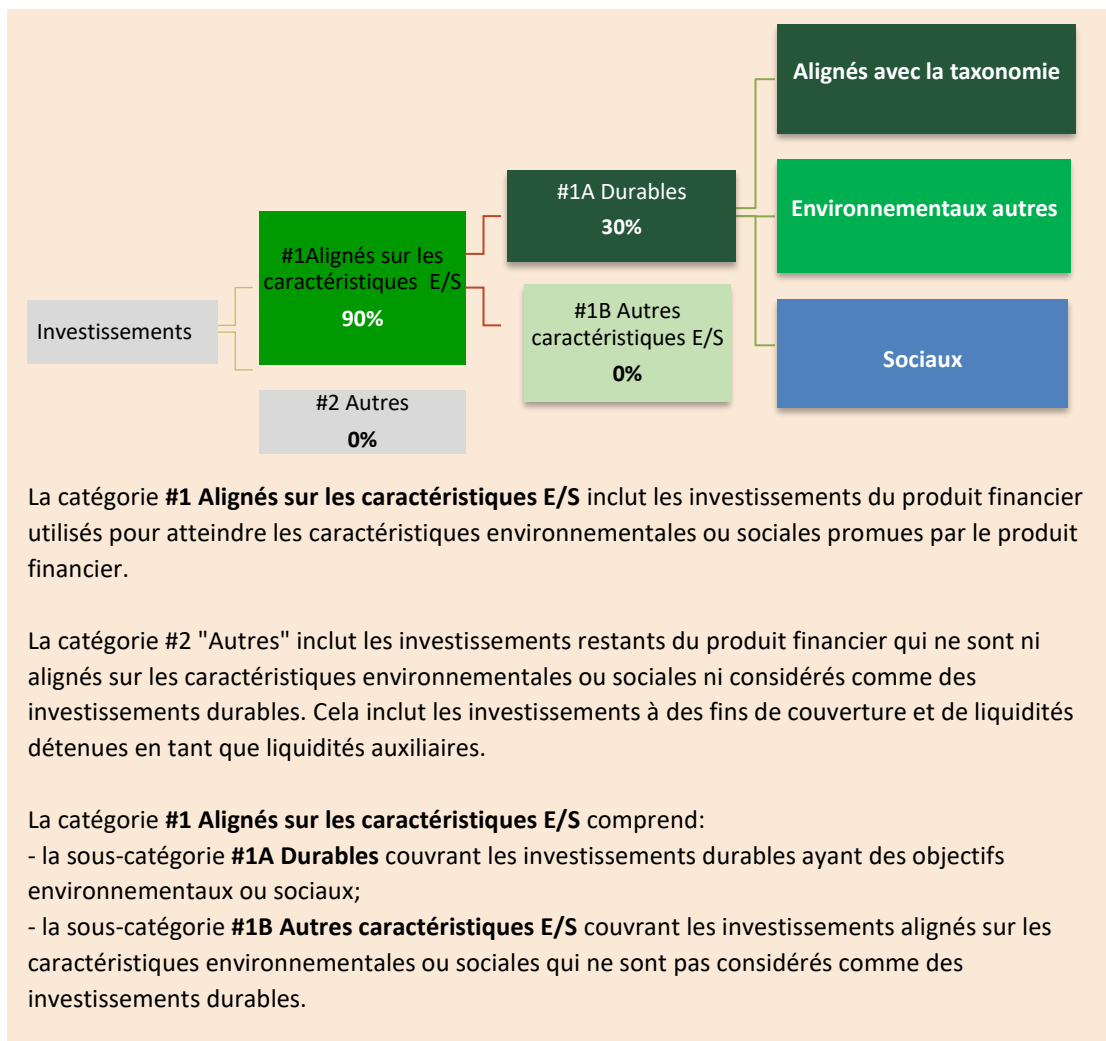 Investissements
#1Alignés sur les
caractéristiques E/S
90%
#2 Autres
0%
#1A Durables
30%
#1B Autres
caractéristiques E/S
0%
Alignés avec la taxonomie
Environnementaux autres
Sociaux
La catégorie #1 Alignés sur les caractéristiques E/S inclut les investissements du produit financier
utilisés pour atteindre les caractéristiques environnementales ou sociales promues par le produit
financier.
La catégorie #2 "Autres" inclut les investissements restants du produit financier qui ne sont ni
alignés sur les caractéristiques environnementales ou sociales ni considérés comme des
investissements durables. Cela inclut les investissements à des fins de couverture et de liquidités
détenues en tant que liquidités auxiliaires.
La catégorie #1 Alignés sur les caractéristiques E/S comprend:
- la sous-catégorie #1A Durables couvrant les investissements durables ayant des objectifs
environnementaux ou sociaux;
- la sous-catégorie #1B Autres caractéristiques E/S couvrant les investissements alignés sur les
caractéristiques environnementales ou sociales qui ne sont pas considérés comme des
investissements durables.